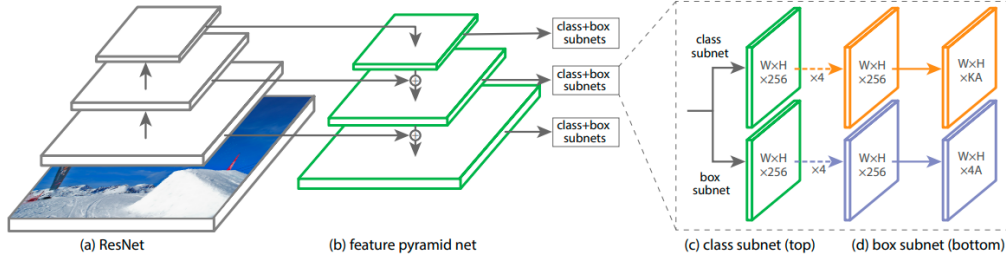 class+box
subnets
class+box
subnets
class+box
subnets
class
subnet
W×H
×256
×4
W×H
×256
W×H
×KA
box
subnet
W×H
×256
×4
W×H
×256
W×H
×4A
(a) ResNet
(b) feature pyramid net
(c) class subnet (top)
(d) box subnet (bottom)